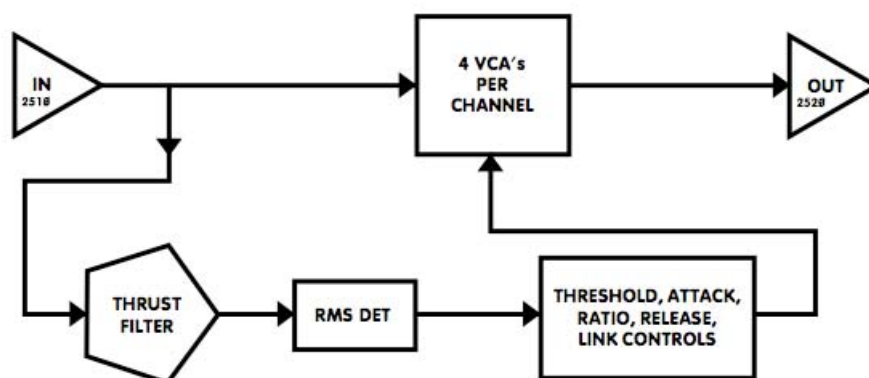 IN
2510
4 VCA's
PER
CHANNEL
OUT
2520
THRUST
FILTER
RMS DET
THRESHOLD, ATTACK,
RATIO, RELEASE,
LINK CONTROLS